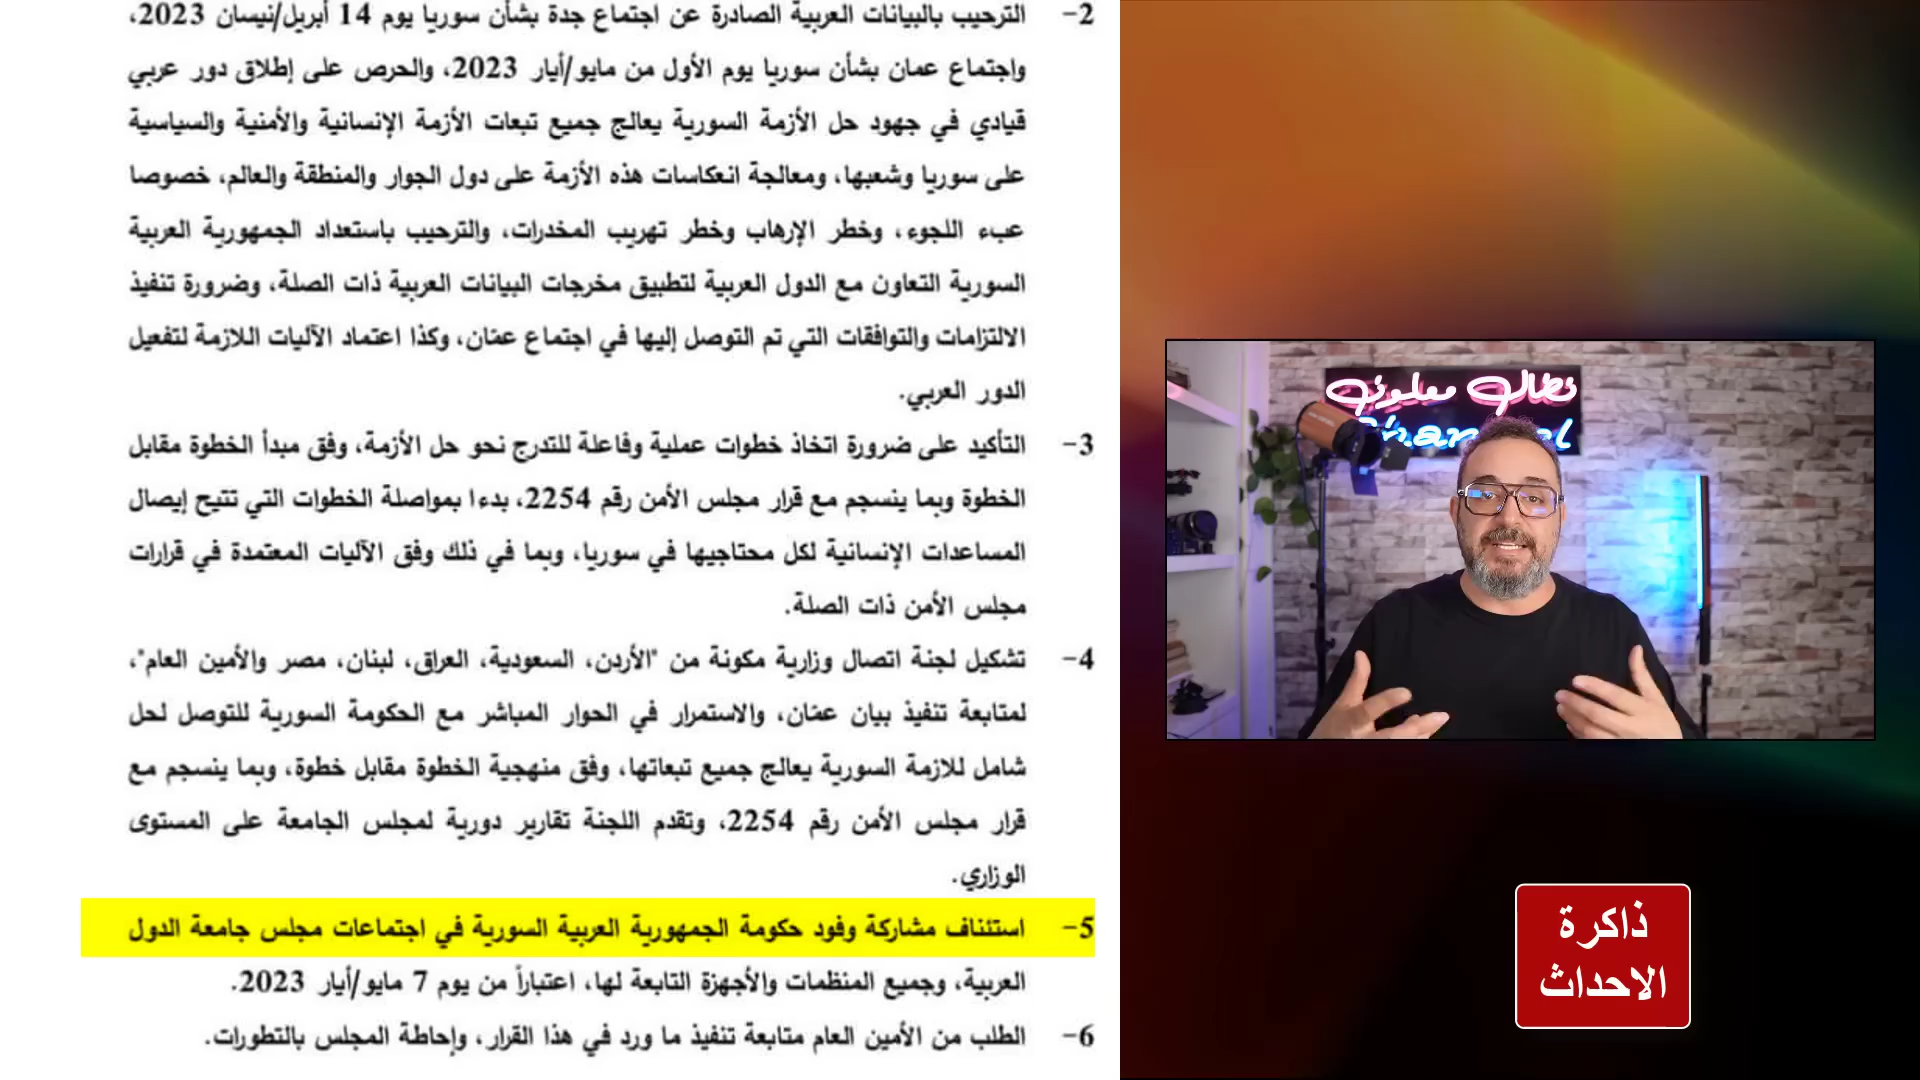 2- الترحيب بالبيانات العربية الصادرة عن اجتماع جدة بشأن سوريا يوم 14 أبريل/نيسان 2023،
واجتماع عمان بشأن سوريا يوم الأول من مايو/أيار 2023، والحرص على إطلاق دور عربي
قيادي في جهود حل الأزمة السورية يعالج جميع تبعات الأزمة الإنسانية والأمنية والسياسية
على سوريا وشعبها، ومعالجة انعكاسات هذه الأزمة على دول الجوار والمنطقة والعالم، خصوصا
عبء اللجوء، وخطر الإرهاب وخطر تهريب المخدرات، والترحيب باستعداد الجمهورية العربية
السورية التعاون مع الدول العربية لتطبيق مخرجات البيانات العربية ذات الصلة، وضرورة تنفيذ
الالتزامات والتوافقات التي تم التوصل إليها في اجتماع عمّان، وكذا اعتماد الآليات اللازمة لتفعيل
الدور العربي.
3- التأكيد على ضرورة اتخاذ خطوات عملية وفاعلة للتدرج نحو حل الأزمة، وفق مبدأ الخطوة مقابل
الخطوة وبما ينسجم مع قرار مجلس الأمن رقم 2254، بدءا بمواصلة الخطوات التي تتيح إيصال
المساعدات الإنسانية لكل محتاجيها في سوريا، وبما في ذلك وفق الآليات المعتمدة في قرارات
مجلس الأمن ذات الصلة.
4- تشكيل لجنة اتصال وزارية مكونة من "الأردن، السعودية، العراق، لبنان، مصر والأمين العام"،
لمتابعة تنفيذ بيان عمّان، والاستمرار في الحوار المباشر مع الحكومة السورية للتوصل لحل
شامل للازمة السورية يعالج جميع تبعاتها، وفق منهجية الخطوة مقابل خطوة، وبما ينسجم مع
قرار مجلس الأمن رقم 2254، وتقدم اللجنة تقارير دورية لمجلس الجامعة على المستوى
الوزاري.
5- استئناف مشاركة وفود حكومة الجمهورية العربية السورية في اجتماعات مجلس جامعة الدول
العربية، وجميع المنظمات والأجهزة التابعة لها، اعتباراً من يوم 7 مايو/أيار 2023.
6- الطلب من الأمين العام متابعة تنفيذ ما ورد في هذا القرار، وإحاطة المجلس بالتطورات.
نضال معلوف
ذاكرة
الاحداث